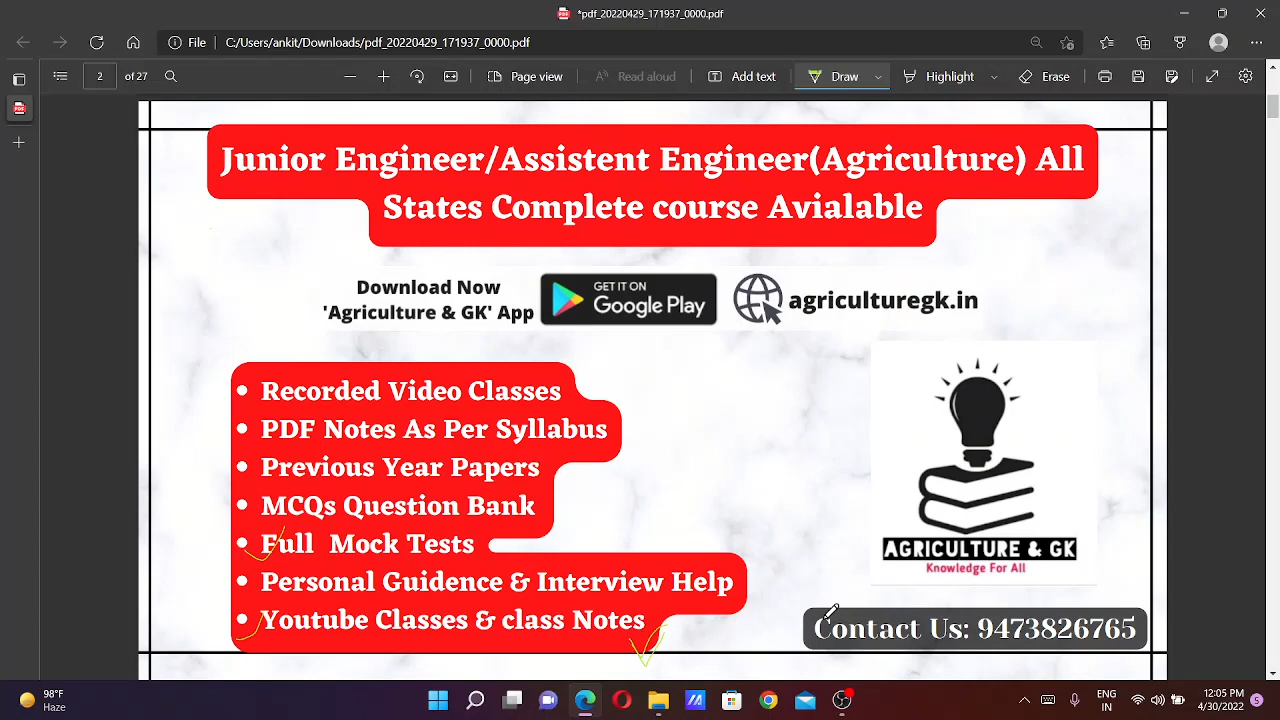 *pdf_20220429_171937_0000.pdf
File
C:/Users/ankit/Downloads/pdf_20220429_171937_0000.pdf
2 of 27
Page view
Read aloud
Add text
Draw
Highlight
Erase
Junior Engineer/Assistent Engineer(Agriculture) All
States Complete course Avialable
Download Now
'Agriculture & GK' App
GET IT ON
Google Play
agriculturegk.in
• Recorded Video Classes
• PDF Notes As Per Syllabus
• Previous Year Papers
• MCQs Question Bank
• Full Mock Tests
• Personal Guidence & Interview Help
• Youtube Classes & class Notes
AGRICULTURE & GK
Knowledge For All
Contact Us: 9473826765
98°F
Haze
ENG
IN
12:05 PM
4/30/2022
S